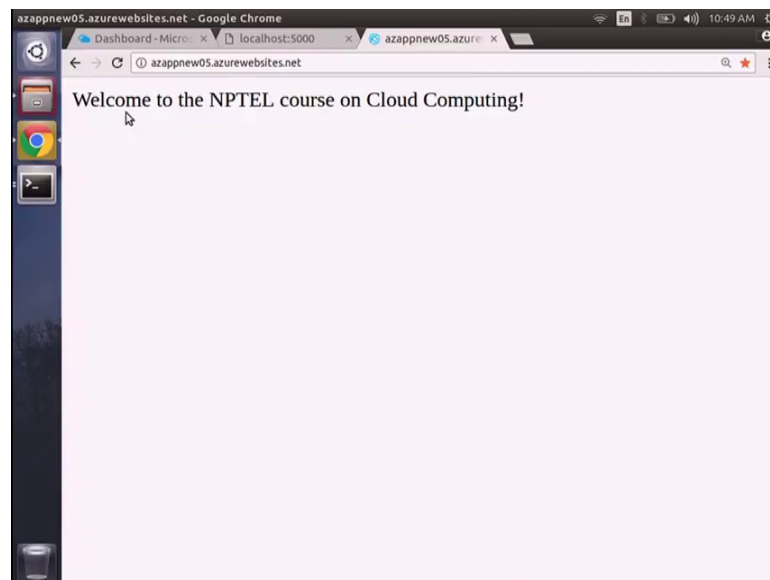 azappnew05.azurewebsites.net - Google Chrome
En
10:49 AM
Dashboard - Micro
localhost:5000
azappnew05.azure
azappnew05.azurewebsites.net
Welcome to the NPTEL course on Cloud Computing!